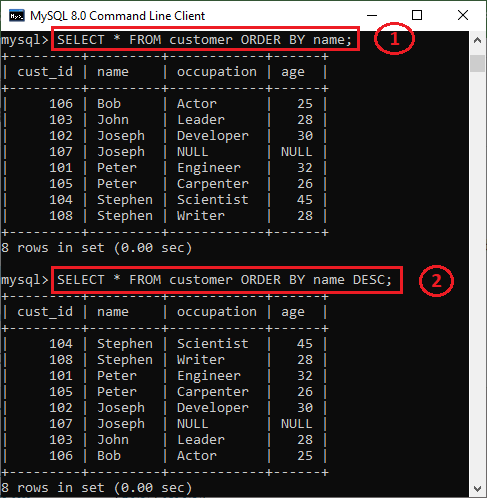 MySQL 8.0 Command Line Client
mysql> SELECT * FROM customer ORDER BY name; 1
+---------+---------+------------+------+
| cust_id | name    | occupation | age  |
+---------+---------+------------+------+
|     106 | Bob     | Actor      |   25 |
|     103 | John    | Leader     |   28 |
|     102 | Joseph  | Developer  |   30 |
|     107 | Joseph  | NULL       | NULL |
|     101 | Peter   | Engineer   |   32 |
|     105 | Peter   | Carpenter  |   26 |
|     104 | Stephen | Scientist  |   45 |
|     108 | Stephen | Writer     |   28 |
+---------+---------+------------+------+
8 rows in set (0.00 sec)
mysql> SELECT * FROM customer ORDER BY name DESC; 2
+---------+---------+------------+------+
| cust_id | name    | occupation | age  |
+---------+---------+------------+------+
|     104 | Stephen | Scientist  |   45 |
|     108 | Stephen | Writer     |   28 |
|     101 | Peter   | Engineer   |   32 |
|     105 | Peter   | Carpenter  |   26 |
|     102 | Joseph  | Developer  |   30 |
|     107 | Joseph  | NULL       | NULL |
|     103 | John    | Leader     |   28 |
|     106 | Bob     | Actor      |   25 |
+---------+---------+------------+------+
8 rows in set (0.00 sec)